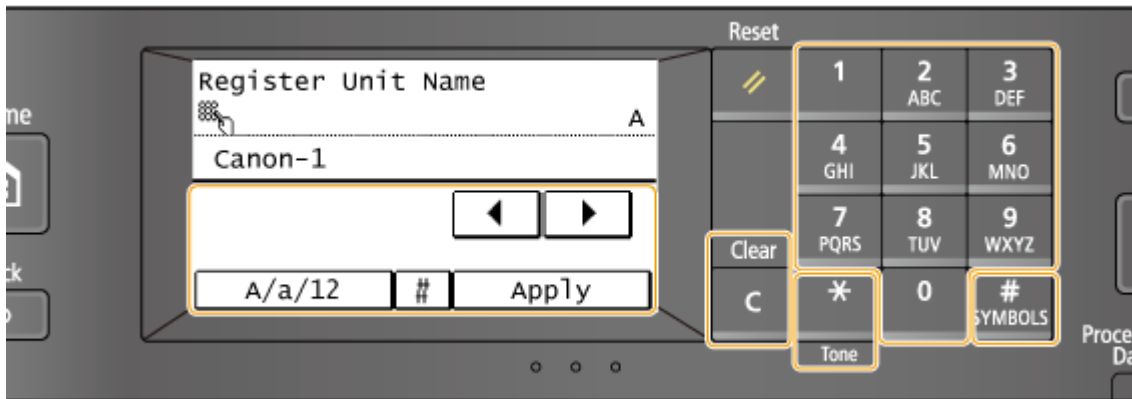 Reset
Register Unit Name
A
Canon-1
A/a/12
#
Apply
Clear
C
1
2
ABC
3
DEF
4
GHI
5
JKL
6
MNO
7
PQRS
8
TUV
9
WXYZ
*
0
#
SYMBOLS
Tone